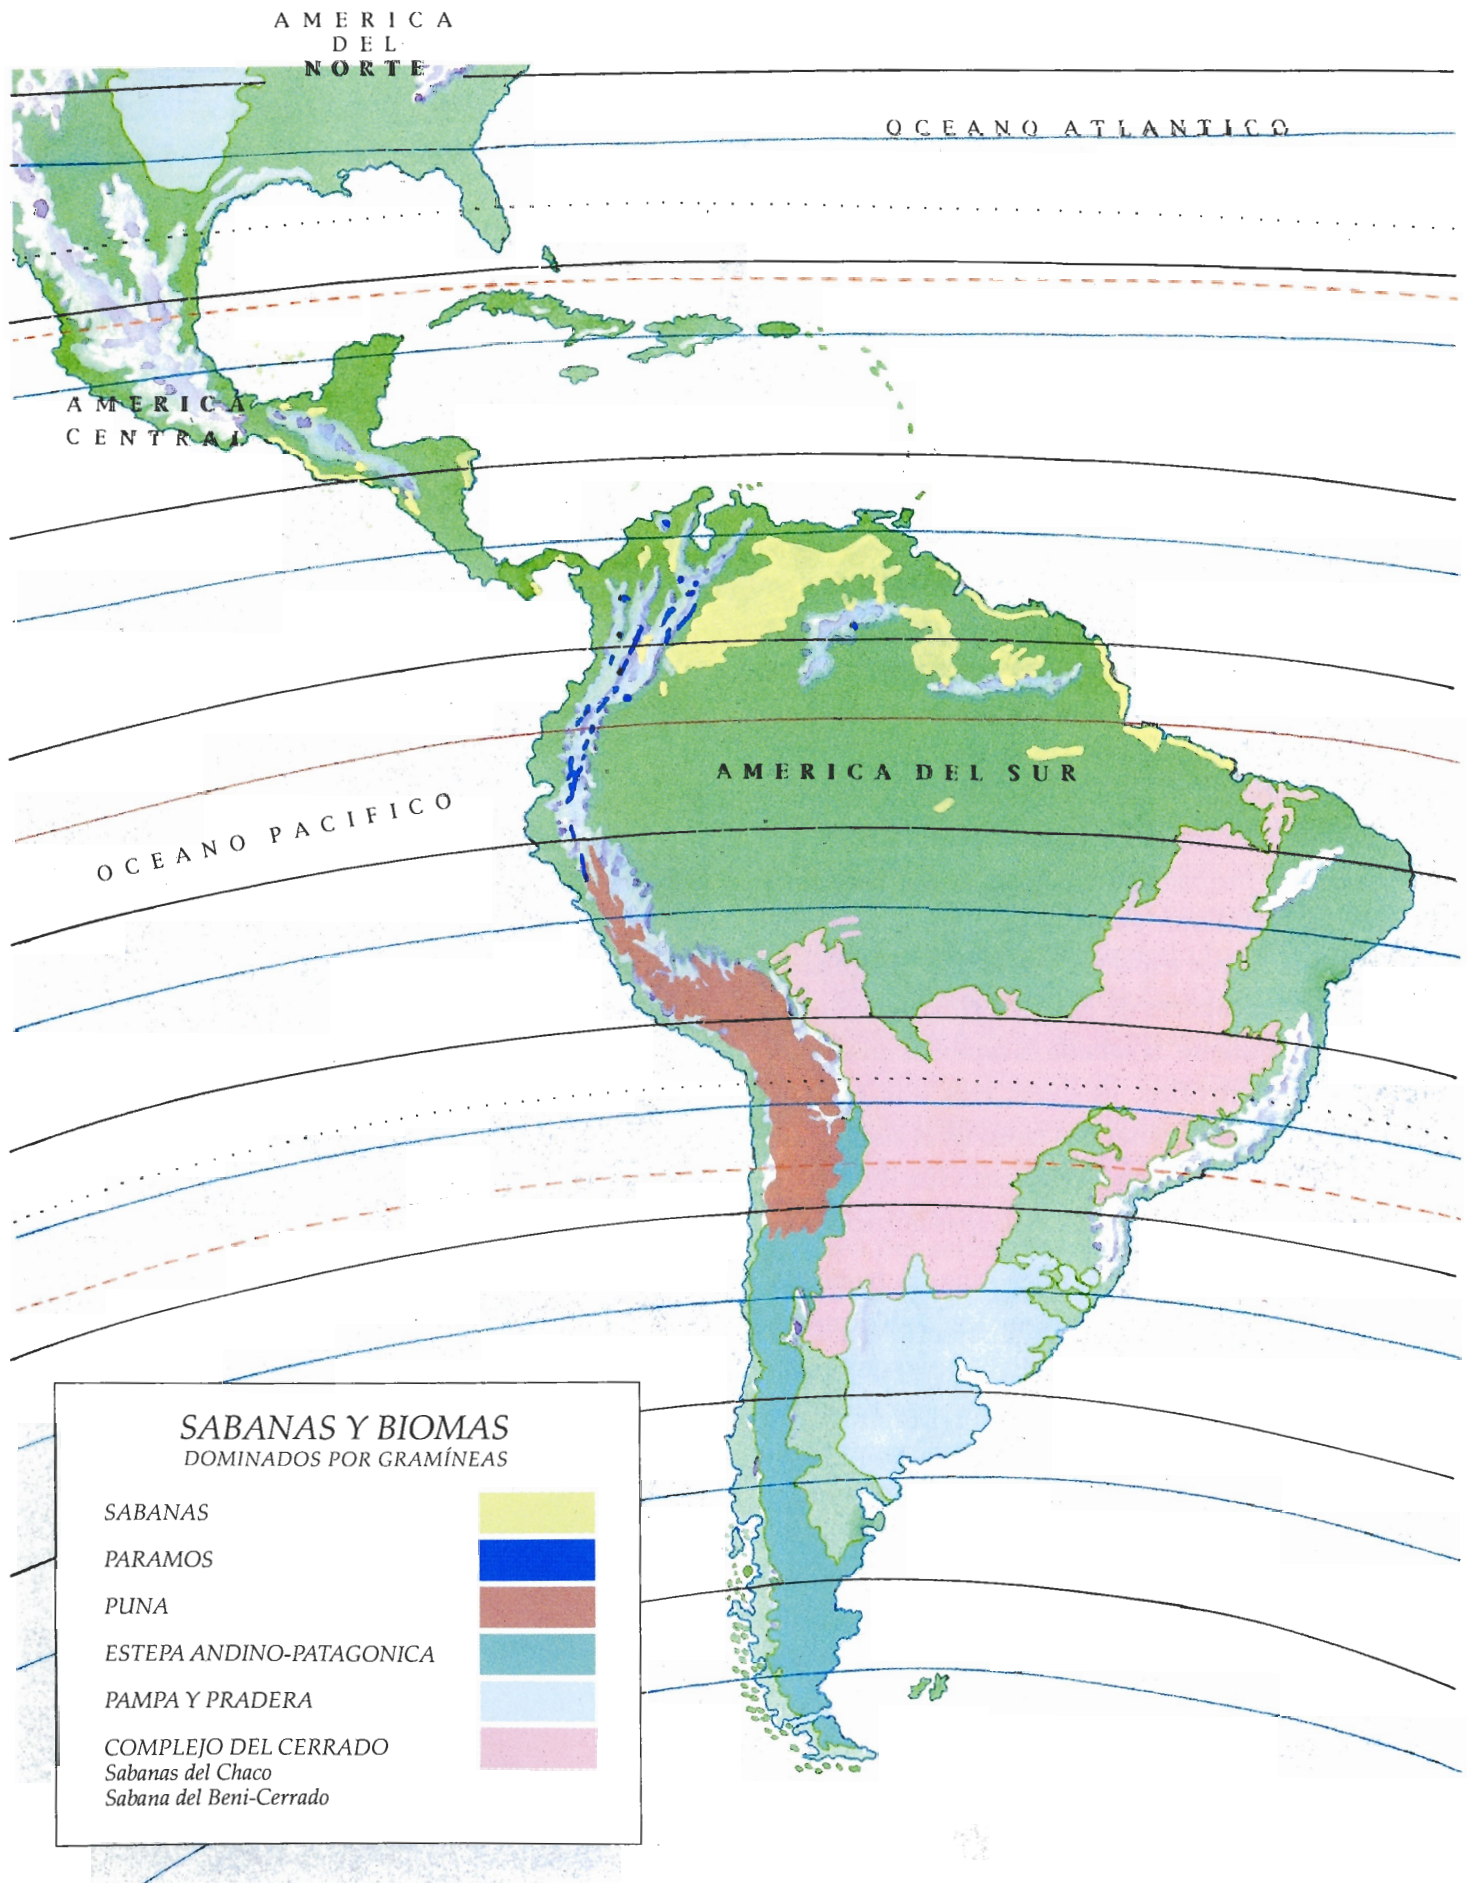 AMERICA
DEL
NORTE
OCEANO ATLANTICO
AMERICA
CENTRAL
AMERICA DEL SUR
OCEANO PACIFICO
SABANAS Y BIOMAS
DOMINADOS POR GRAMÍNEAS
SABANAS
PARAMOS
PUNA
ESTEPA ANDINO-PATAGONICA
PAMPA Y PRADERA
COMPLEJO DEL CERRADO
Sabanas del Chaco
Sabana del Beni-Cerrado